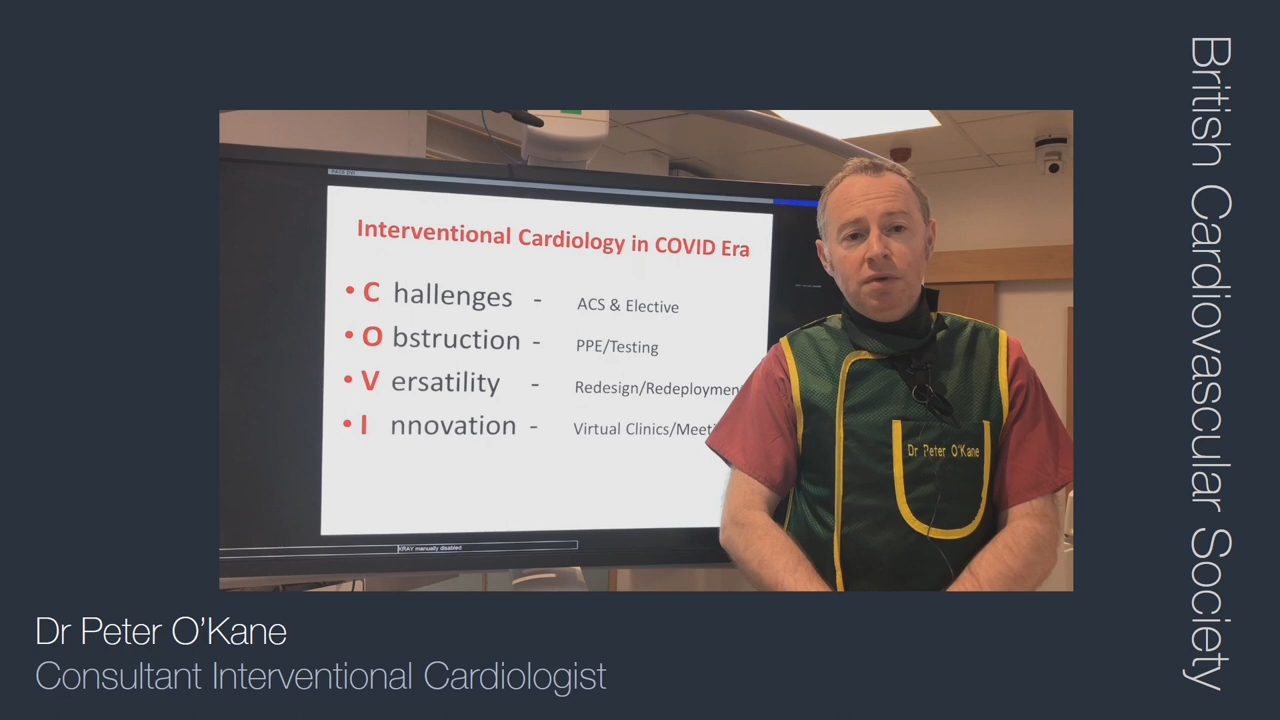 Interventional Cardiology in COVID Era
• C hallenges - ACS & Elective
• O bstruction - PPE/Testing
• V ersatility - Redesign/Redeploymen
• I nnovation - Virtual Clinics/Meeti
XRAY manually disabled
Dr Peter O'Kane
Dr Peter O'Kane
Consultant Interventional Cardiologist
British Cardiovascular Society